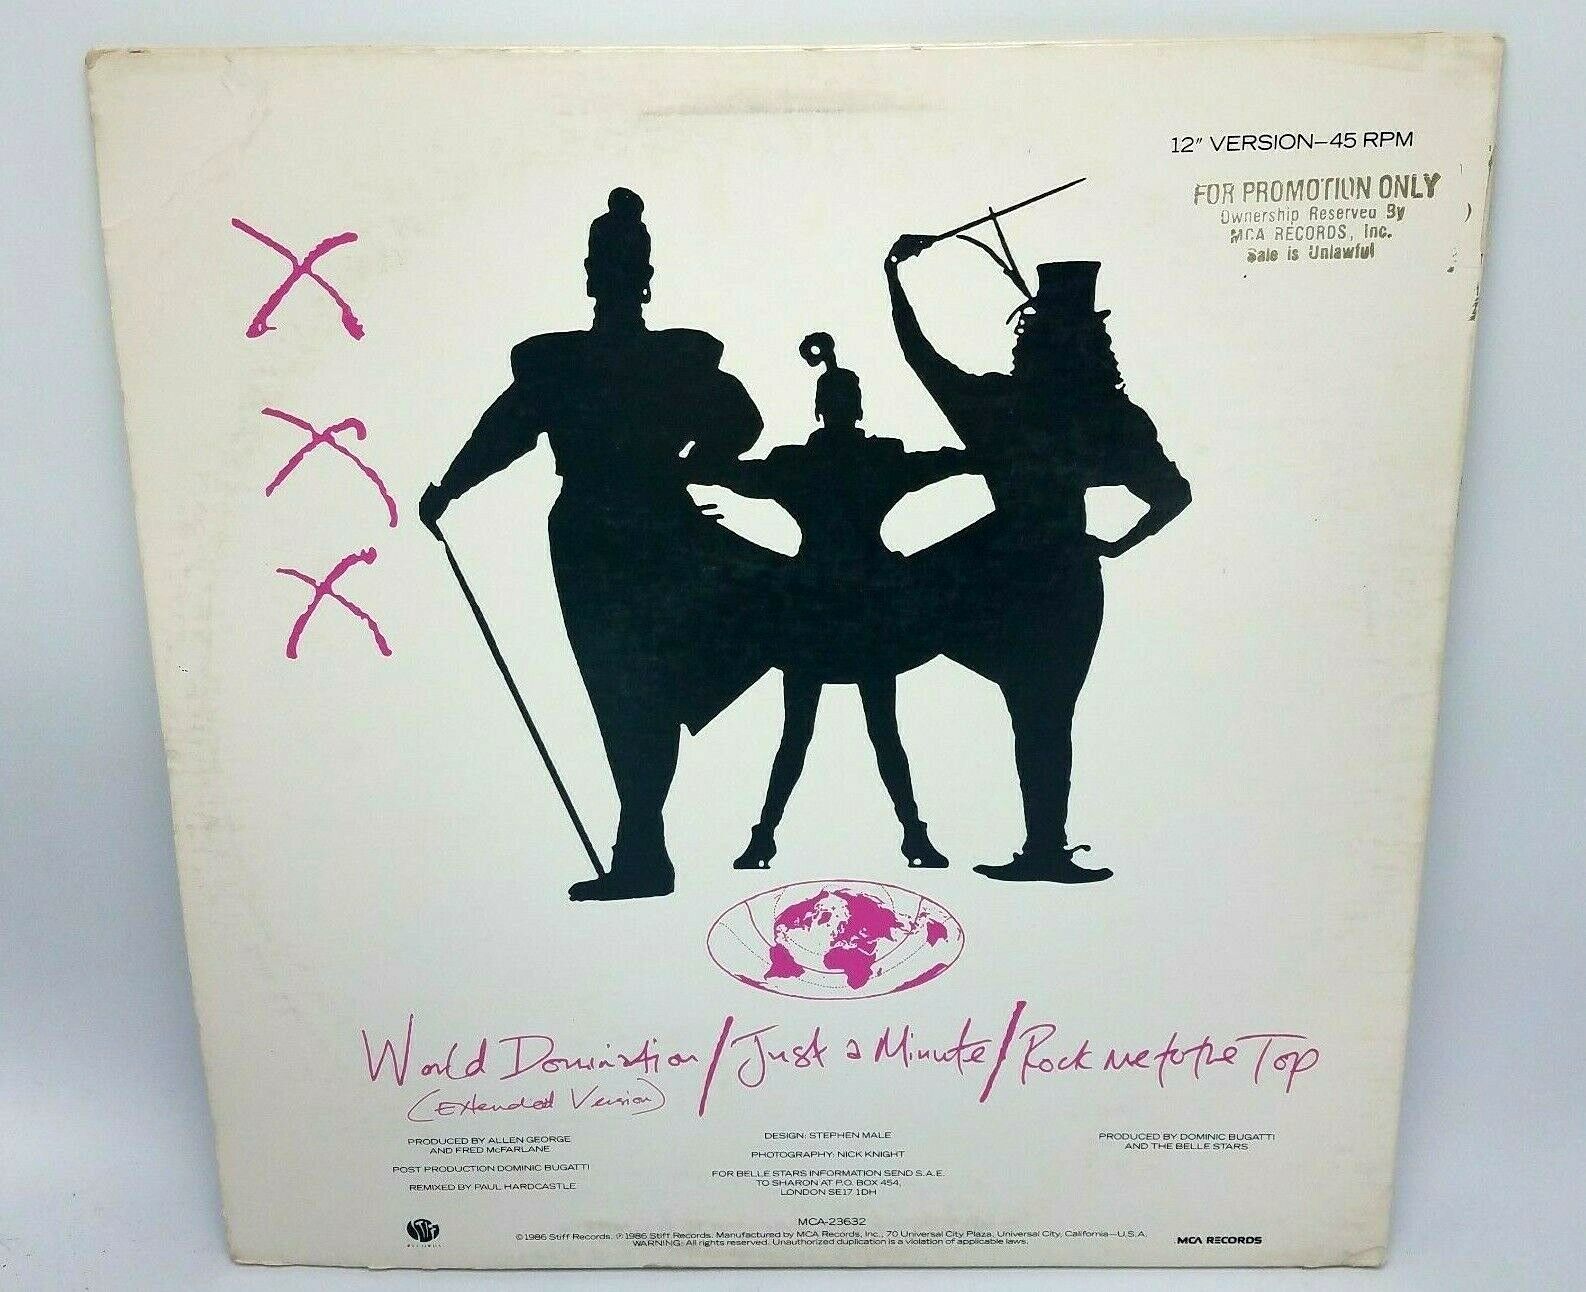 12" VERSION–45 RPM
FOR PROMOTION ONLY
Ownership Reserved By
MCA RECORDS, Inc.
Sale is Unlawful
X
X
X
World Domination / Just a Minute / Rock me to the Top
(Extended Version)
PRODUCED BY ALLEN GEORGE
AND FRED McFARLANE
POST PRODUCTION DOMINIC BUGATTI
REMIXED BY PAUL HARDCASTLE
DESIGN: STEPHEN MALE
PHOTOGRAPHY: NICK KNIGHT
FOR BELLE STARS INFORMATION SEND S.A.E.
TO SHARON AT P.O. BOX 454,
LONDON SE17 1DH
PRODUCED BY DOMINIC BUGATTI
AND THE BELLE STARS
MCA-23632
©1986 Stiff Records. ℗1986 Stiff Records. Manufactured by MCA Records, Inc., 70 Universal City Plaza, Universal City, California—U.S.A.
WARNING: All rights reserved. Unauthorized duplication is a violation of applicable laws.
MCA RECORDS